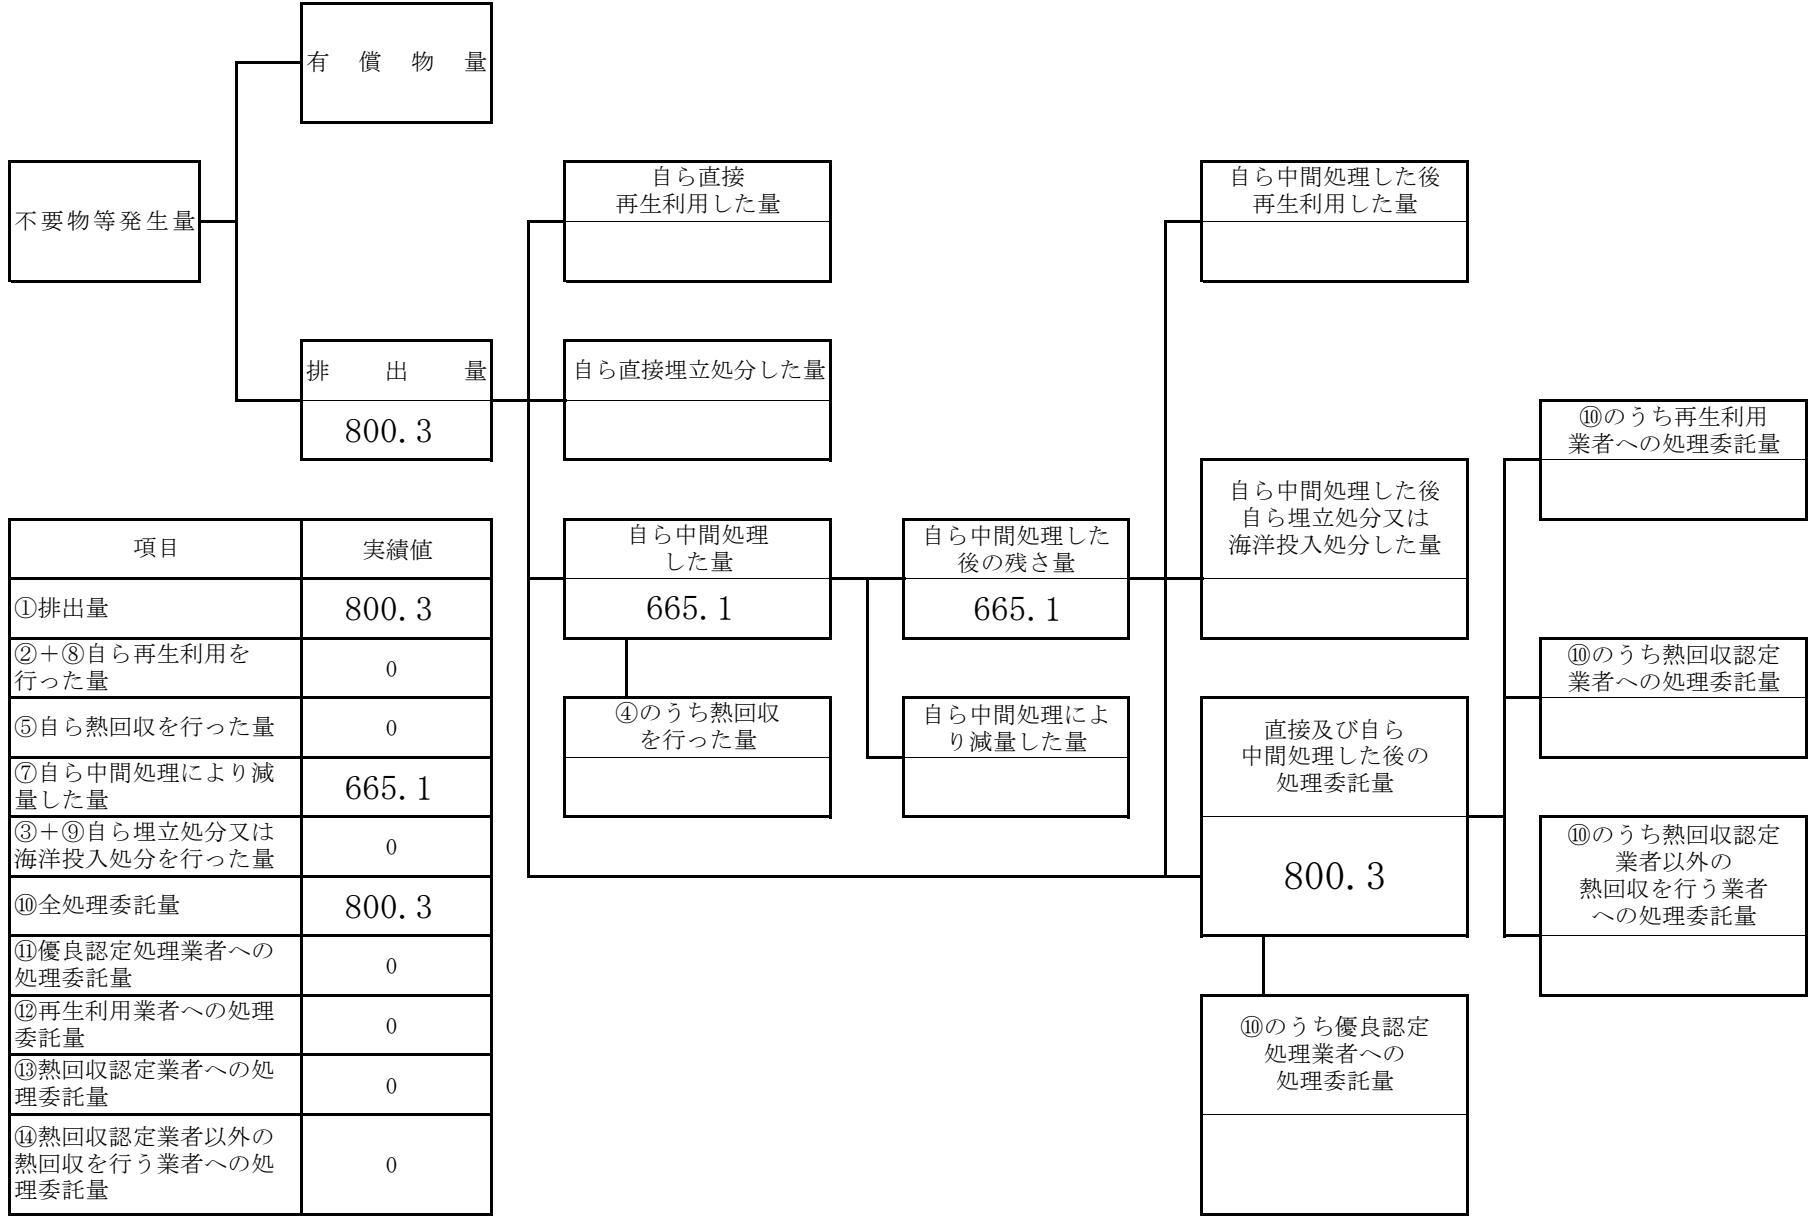 有償物量
不要物等発生量
排出量
800.3
自ら直接
再生利用した量
自ら直接埋立処分した量
自ら中間処理
した量
665.1
④のうち熱回収
を行った量
自ら中間処理した
後の残さ量
665.1
自ら中間処理によ
り減量した量
自ら中間処理した後
再生利用した量
自ら中間処理した後
自ら埋立処分又は
海洋投入処分した量
直接及び自ら
中間処理した後の
処理委託量
800.3
⑩のうち優良認定
処理業者への
処理委託量
⑩のうち再生利用
業者への処理委託量
⑩のうち熱回収認定
業者への処理委託量
⑩のうち熱回収認定
業者以外の
熱回収を行う業者
への処理委託量
項目 実績値
①排出量 800.3
②+⑧自ら再生利用を
行った量 0
⑤自ら熱回収を行った量 0
⑦自ら中間処理により減
量した量 665.1
③+⑨自ら埋立処分又は
海洋投入処分を行った量 0
⑩全処理委託量 800.3
⑪優良認定処理業者への
処理委託量 0
⑫再生利用業者への処理
委託量 0
⑬熱回収認定業者への処
理委託量 0
⑭熱回収認定業者以外の
熱回収を行う業者への処
理委託量 0